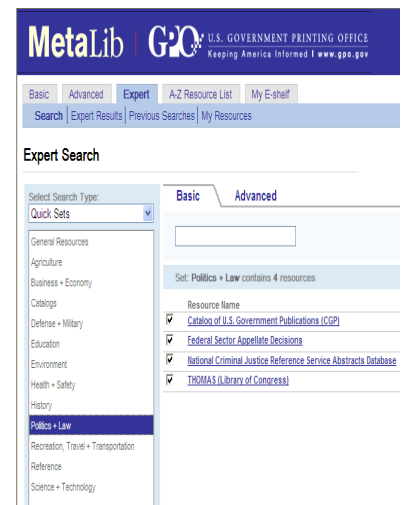 MetaLib GPO U.S. GOVERNMENT PRINTING OFFICE
Keeping America Informed I www.gpo.gov
Basic Advanced Expert A-Z Resource List My E-shelf
Search Expert Results Previous Searches My Resources
Expert Search
Select Search Type:
Quick Sets
General Resources
Agriculture
Business + Economy
Catalogs
Defense + Military
Education
Environment
Health + Safety
History
Politics + Law
Recreation, Travel + Transportation
Reference
Science + Technology
Basic Advanced
Set: Politics + Law contains 4 resources
Resource Name
Catalog of U.S. Government Publications (CGP)
Federal Sector Appellate Decisions
National Criminal Justice Reference Service Abstracts Database
THOMAS (Library of Congress)